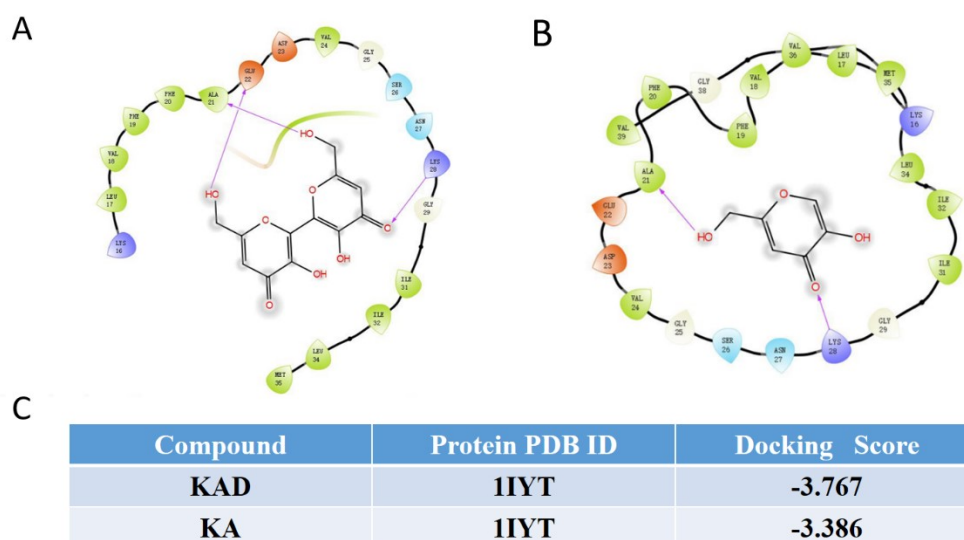 A
B
ASP
23
VAL
24
GLY
25
GLU
22
SER
26
ALA
21
PHE
20
ASN
27
PHE
19
LYS
28
VAL
18
GLY
29
LEU
17
LYS
16
HO
HO
O
O
O
OH
OH
O
ILE
31
ILE
32
LEU
34
MET
35
VAL
36
LEU
17
MET
35
GLY
38
VAL
18
PHE
20
LYS
16
VAL
39
PHE
19
LEU
34
ALA
21
ILE
32
GLU
22
HO
O
OH
O
ASP
23
ILE
31
VAL
24
GLY
25
SER
26
ASN
27
LYS
28
GLY
29
C
Compound Protein PDB ID Docking Score
KAD 1IYT -3.767
KA 1IYT -3.386